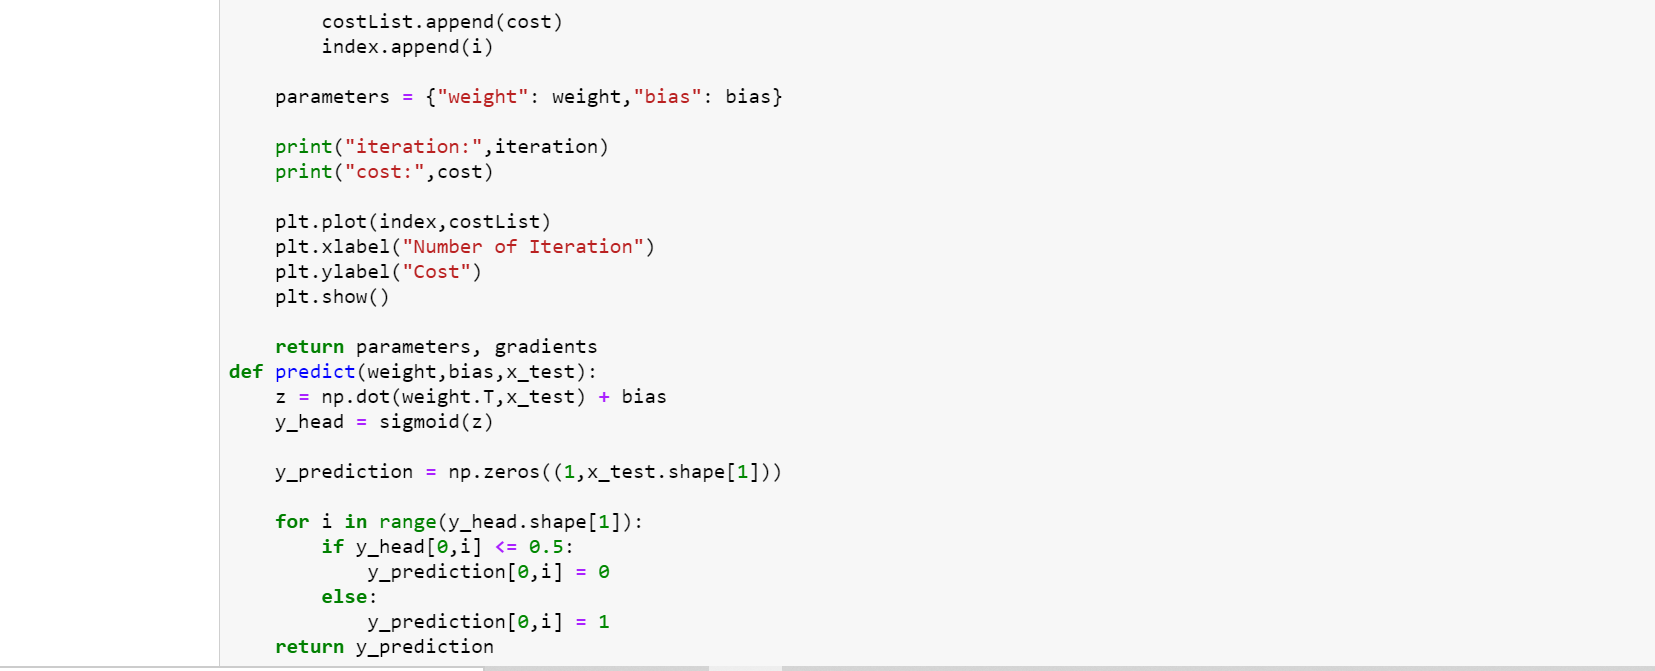 costList.append(cost)
        index.append(i)

    parameters = {"weight": weight,"bias": bias}

    print("iteration:",iteration)
    print("cost:",cost)

    plt.plot(index,costList)
    plt.xlabel("Number of Iteration")
    plt.ylabel("Cost")
    plt.show()

    return parameters, gradients
def predict(weight,bias,x_test):
    z = np.dot(weight.T,x_test) + bias
    y_head = sigmoid(z)

    y_prediction = np.zeros((1,x_test.shape[1]))

    for i in range(y_head.shape[1]):
        if y_head[0,i] <= 0.5:
            y_prediction[0,i] = 0
        else:
            y_prediction[0,i] = 1
    return y_prediction